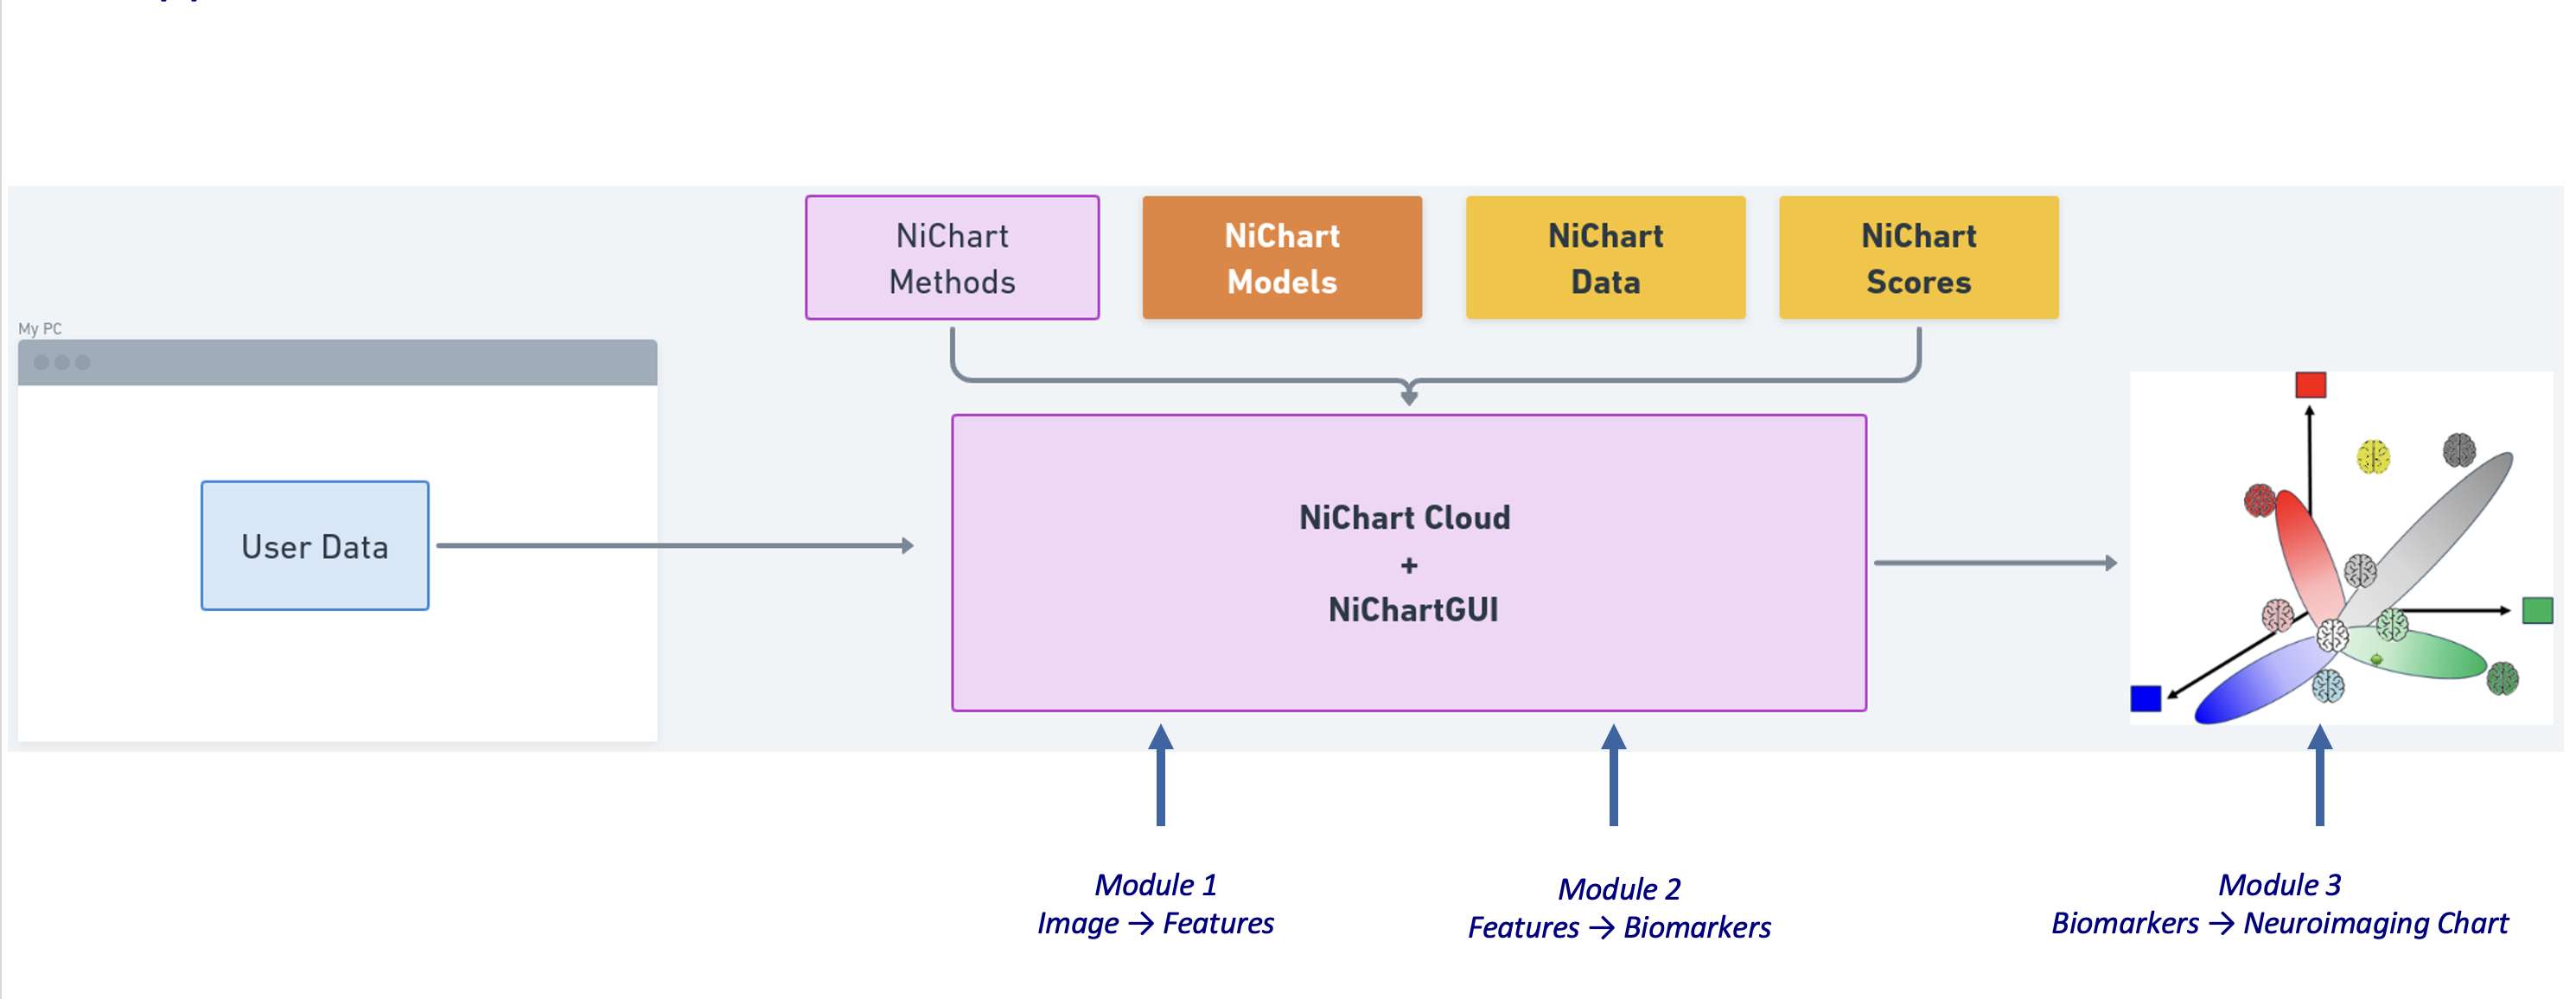 NiChart
Methods
NiChart
Models
NiChart
Data
NiChart
Scores
My PC
User Data
NiChart Cloud
+
NiChartGUI
Module 1
Image → Features
Module 2
Features → Biomarkers
Module 3
Biomarkers → Neuroimaging Chart